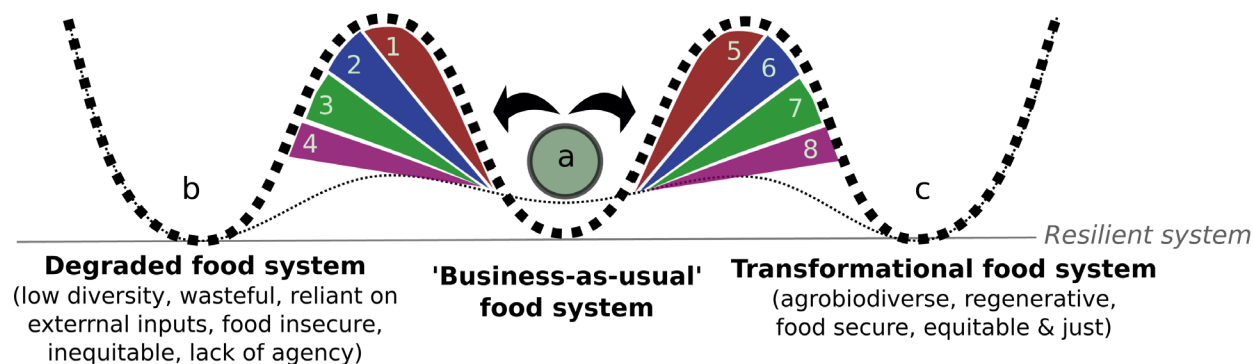 1
2
3
4
5
6
7
8
a
b
c
Resilient system
Degraded food system
(low diversity, wasteful, reliant on
exterrnal inputs, food insecure,
inequitable, lack of agency)
'Business-as-usual'
food system
Transformational food system
(agrobiodiverse, regenerative,
food secure, equitable & just)